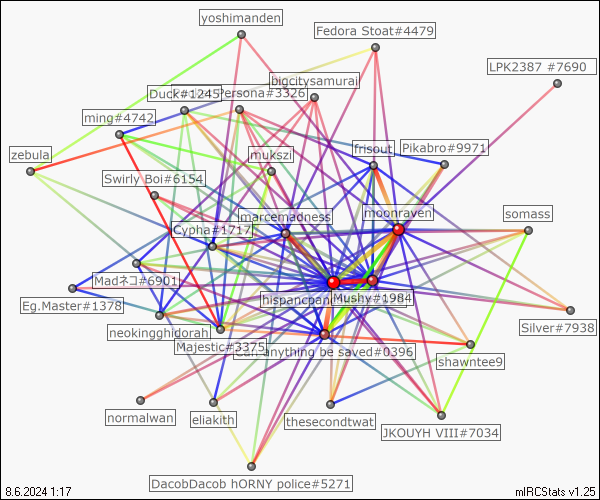 yoshimanden
Fedora Stoat#4479
LPK2387 #7690
bigcitysamurai
Duck#1245
Persona#3326
ming#4742
frisout
Pikabro#9971
zebula
mukszi
Swirly Boi#6154
marcemadness
moonraven
somass
Cypha#1717
Madネコ#6901
hispancpan
Mushy#1984
Eg.Master#1378
neokingghidorah
Silver#7938
Majestic#3375
anything be saved#0396
shawntee9
normalwan
eliakith
thesecondtwat
JKOUYH VIII#7034
DacobDacob hORNY police#5271
8.6.2024 1:17
mIRCStats v1.25